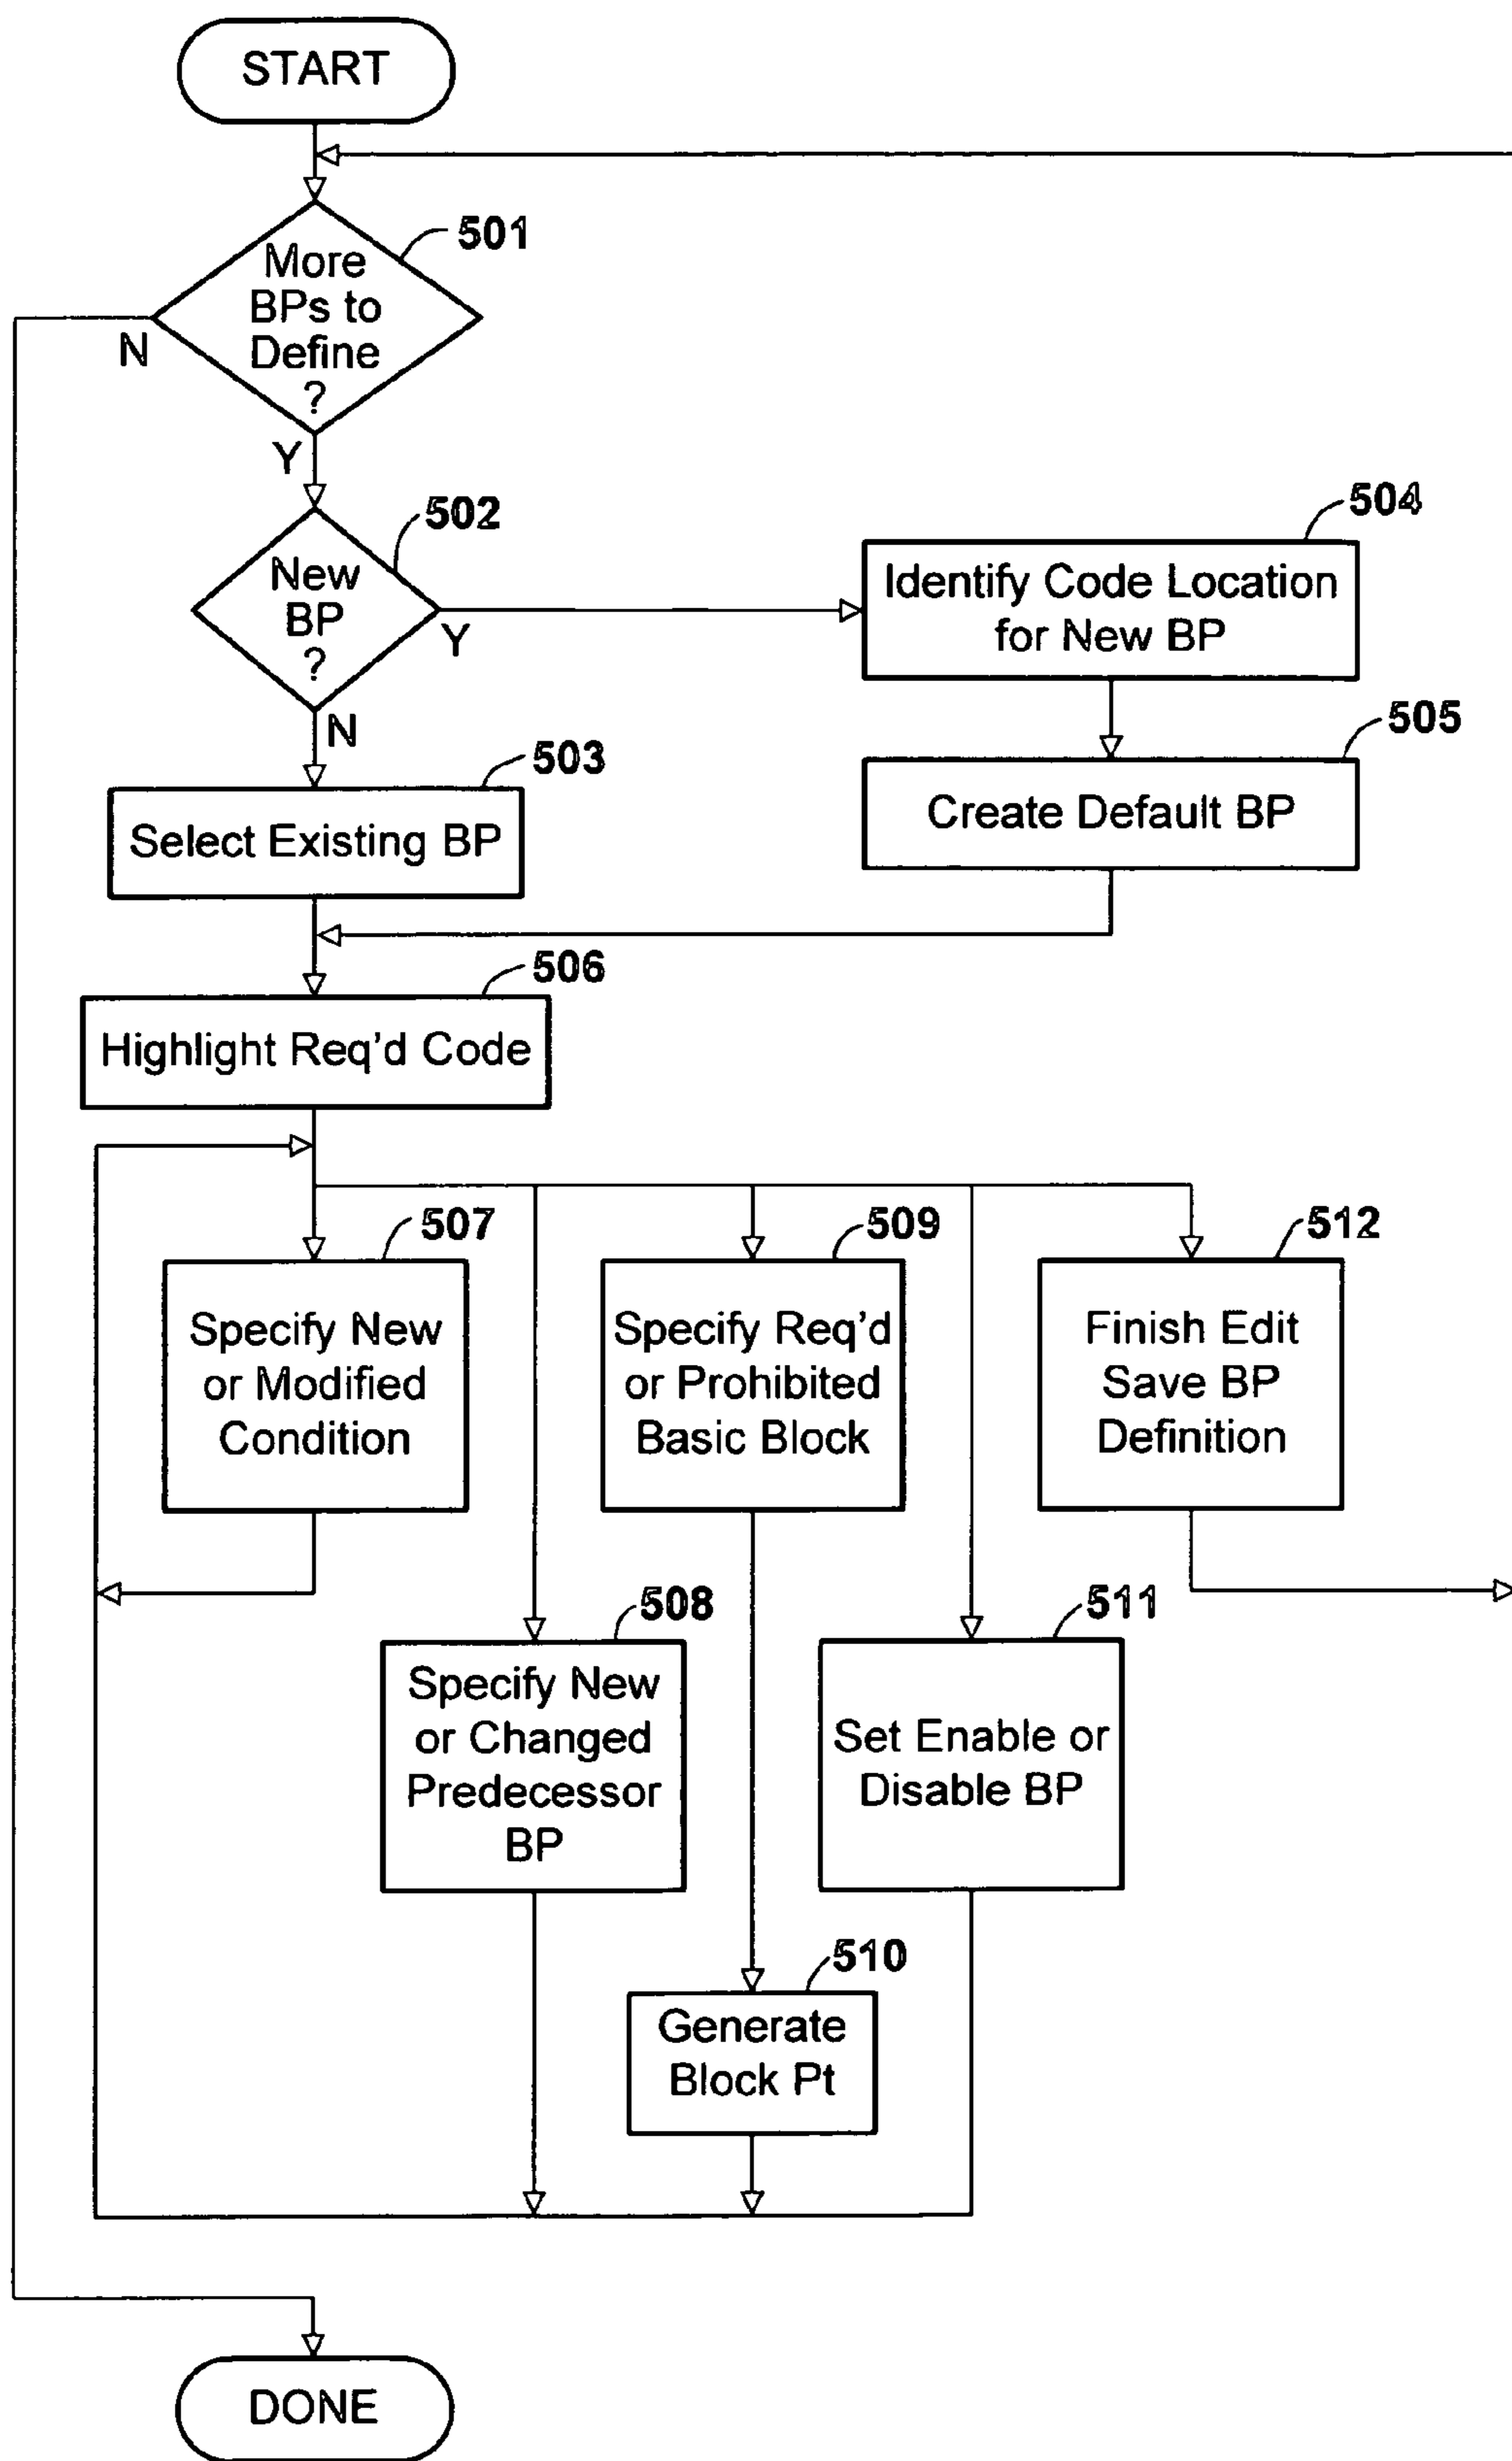 START
501
More
BPs to
Define
?
N
Y
502
New
BP
?
Y
N
504
Identify Code Location
for New BP
505
Create Default BP
503
Select Existing BP
506
Highlight Req'd Code
507
Specify New
or Modified
Condition
509
Specify Req'd
or Prohibited
Basic Block
512
Finish Edit
Save BP
Definition
508
Specify New
or Changed
Predecessor
BP
511
Set Enable or
Disable BP
510
Generate
Block Pt
DONE